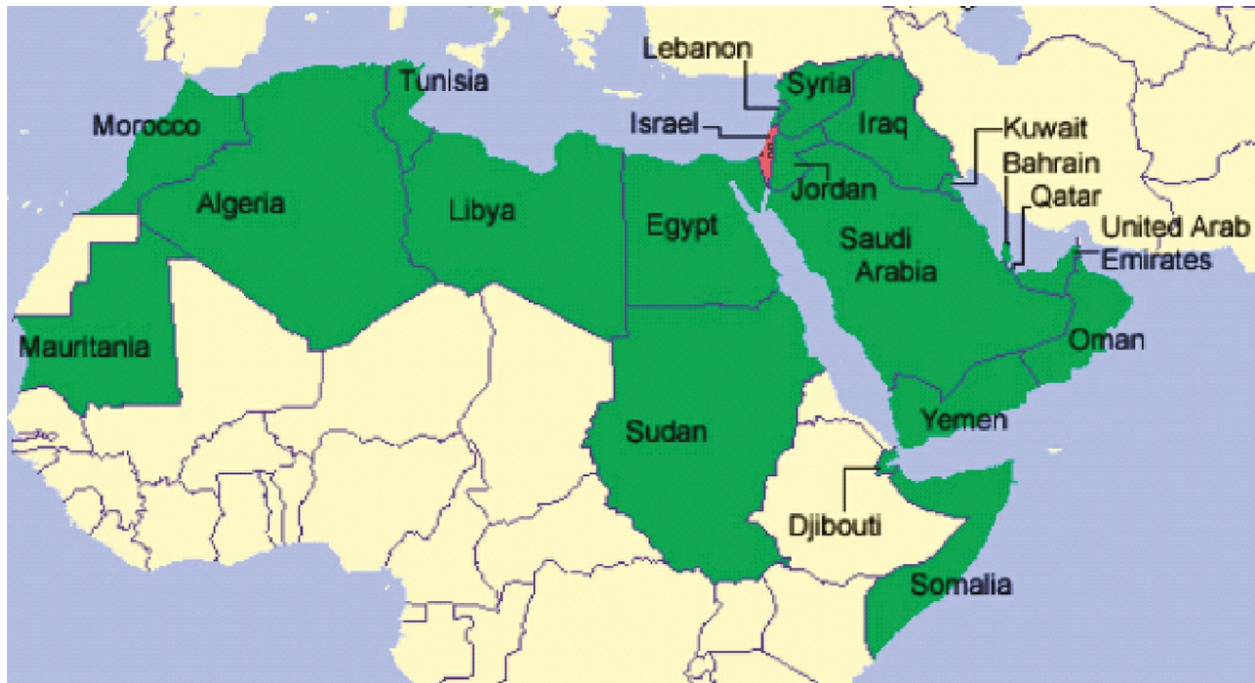 Lebanon
Syria
Tunisia
Israel
Iraq
Morocco
Kuwait
Bahrain
Jordan
Qatar
Algeria
Libya
Egypt
Saudi
Arabia
United Arab
Emirates
Mauritania
Oman
Sudan
Yemen
Djibouti
Somalia